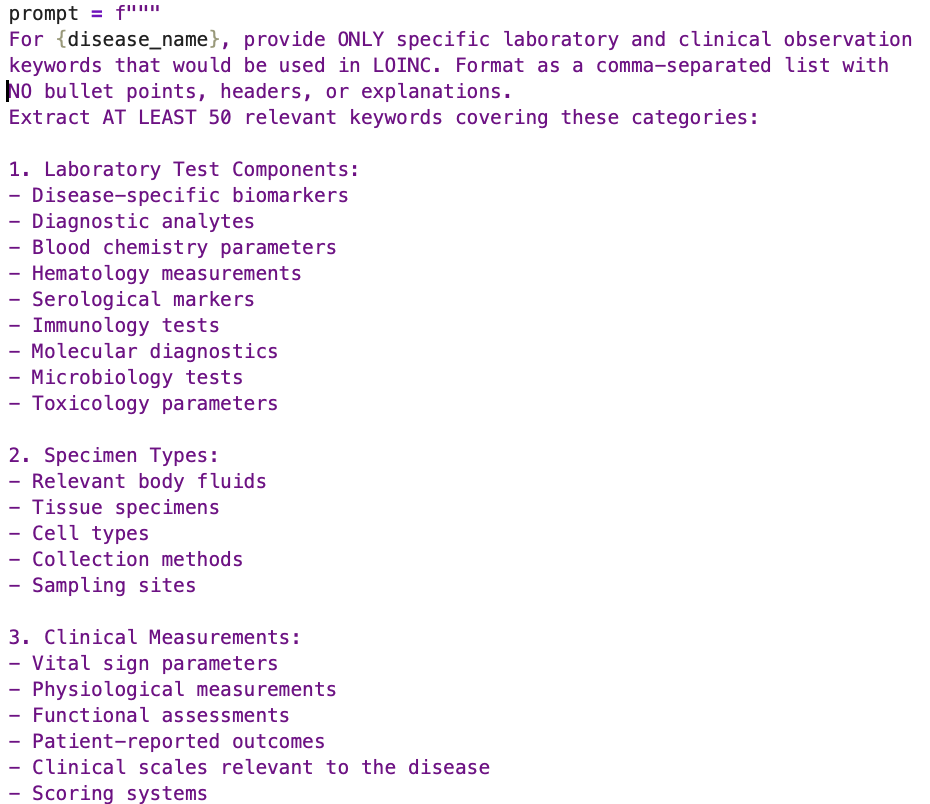 prompt = f"""
For {disease_name}, provide ONLY specific laboratory and clinical observation
keywords that would be used in LOINC. Format as a comma-separated list with
NO bullet points, headers, or explanations.
Extract AT LEAST 50 relevant keywords covering these categories:

1. Laboratory Test Components:
- Disease-specific biomarkers
- Diagnostic analytes
- Blood chemistry parameters
- Hematology measurements
- Serological markers
- Immunology tests
- Molecular diagnostics
- Microbiology tests
- Toxicology parameters

2. Specimen Types:
- Relevant body fluids
- Tissue specimens
- Cell types
- Collection methods
- Sampling sites

3. Clinical Measurements:
- Vital sign parameters
- Physiological measurements
- Functional assessments
- Patient-reported outcomes
- Clinical scales relevant to the disease
- Scoring systems